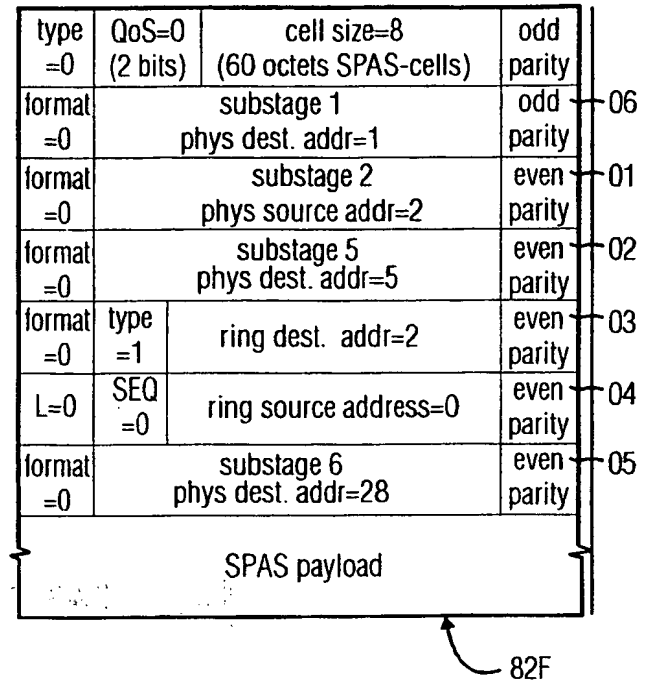 type QoS=0 cell size=8 odd
=0 (2 bits) (60 octets SPAS-cells) parity
format substage 1 odd 06
=0 phys dest. addr=1 parity
format substage 2 even 01
=0 phys source addr=2 parity
format substage 5 even 02
=0 phys dest. addr=5 parity
format type ring dest. addr=2 even 03
=0 =1 parity
L=0 SEQ ring source address=0 even 04
=0 parity
format substage 6 even 05
=0 phys dest. addr=28 parity
SPAS payload
82F